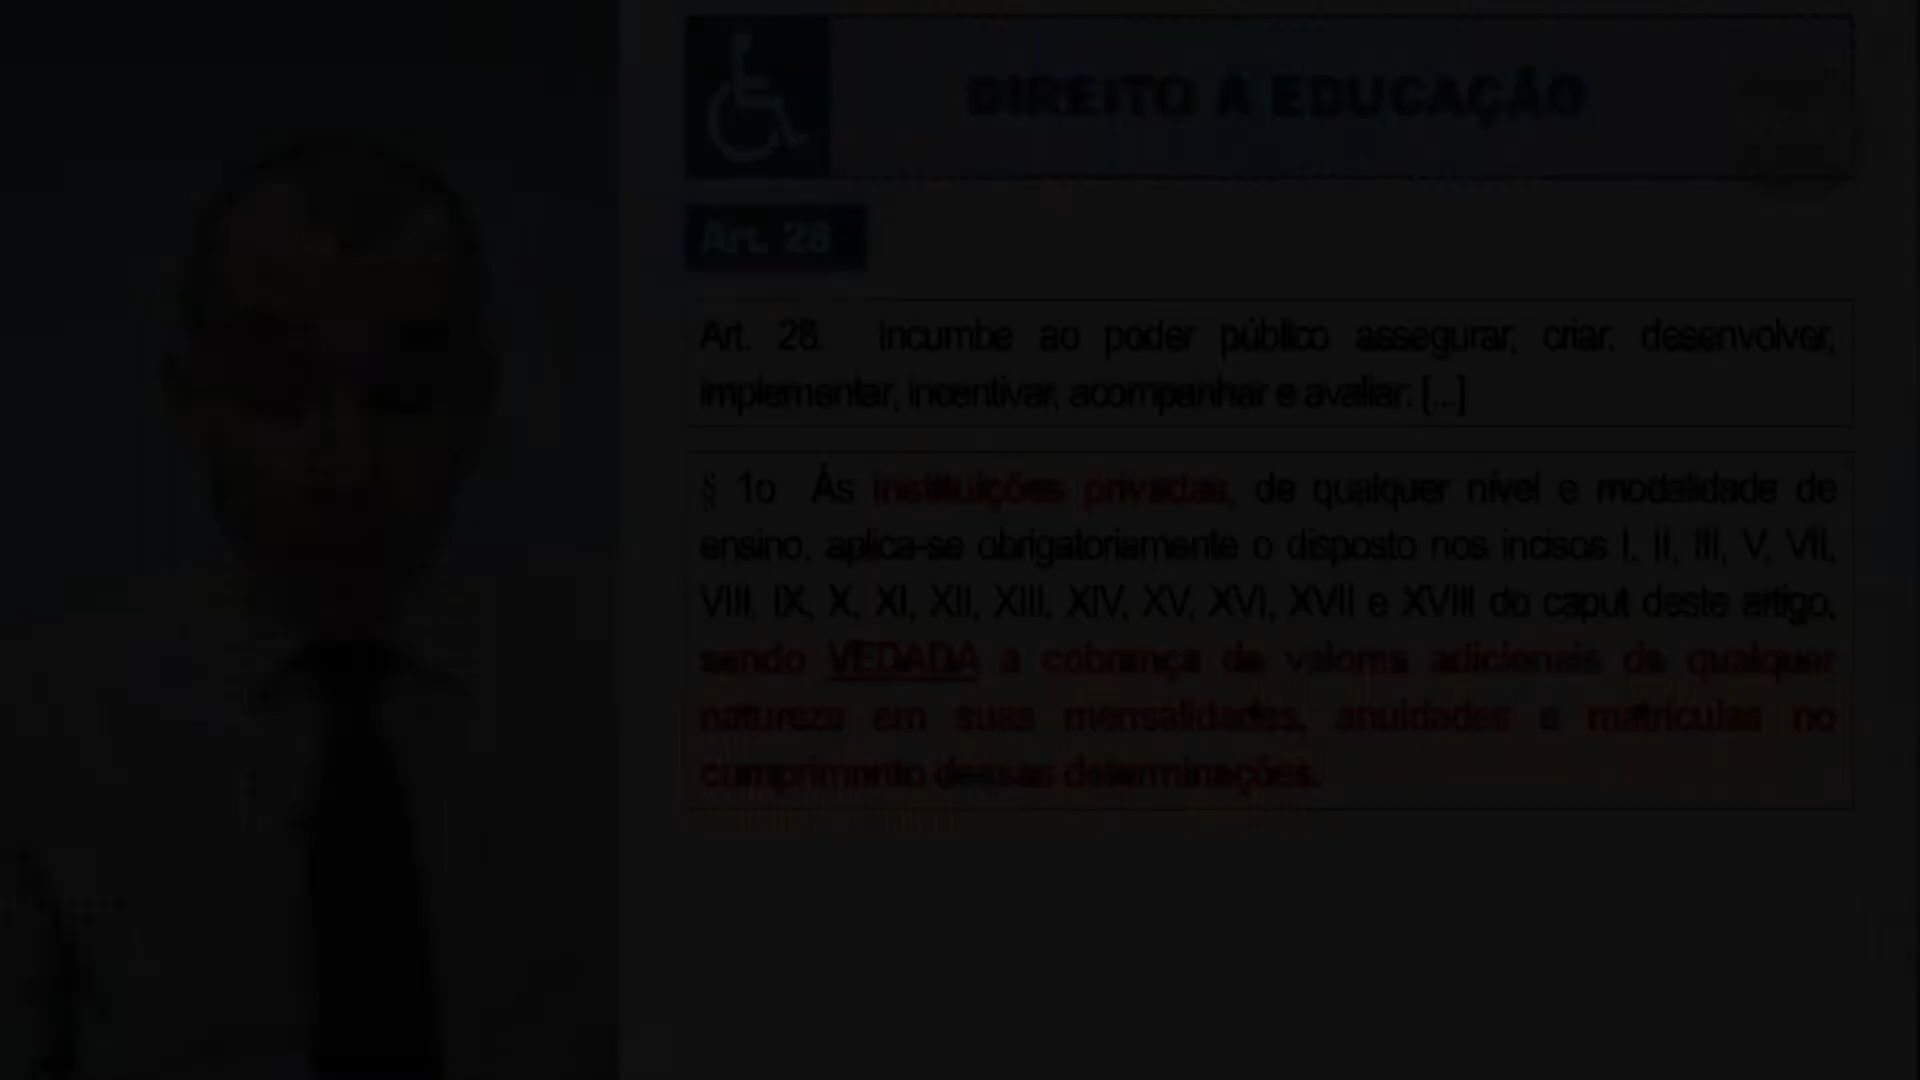 DIREITO À EDUCAÇÃO
Art. 28
Art. 28. Incumbe ao poder público assegurar, criar, desenvolver,
implementar, incentivar, acompanhar e avaliar: [...]
§ 1o Às instituições privadas, de qualquer nível e modalidade de
ensino, aplica-se obrigatoriamente o disposto nos incisos I, II, III, V, VII,
VIII, IX, X, XI, XII, XIII, XIV, XV, XVI, XVII e XVIII do caput deste artigo,
sendo VEDADA a cobrança de valores adicionais de qualquer
natureza em suas mensalidades, anuidades e matrículas no
cumprimento dessas determinações.